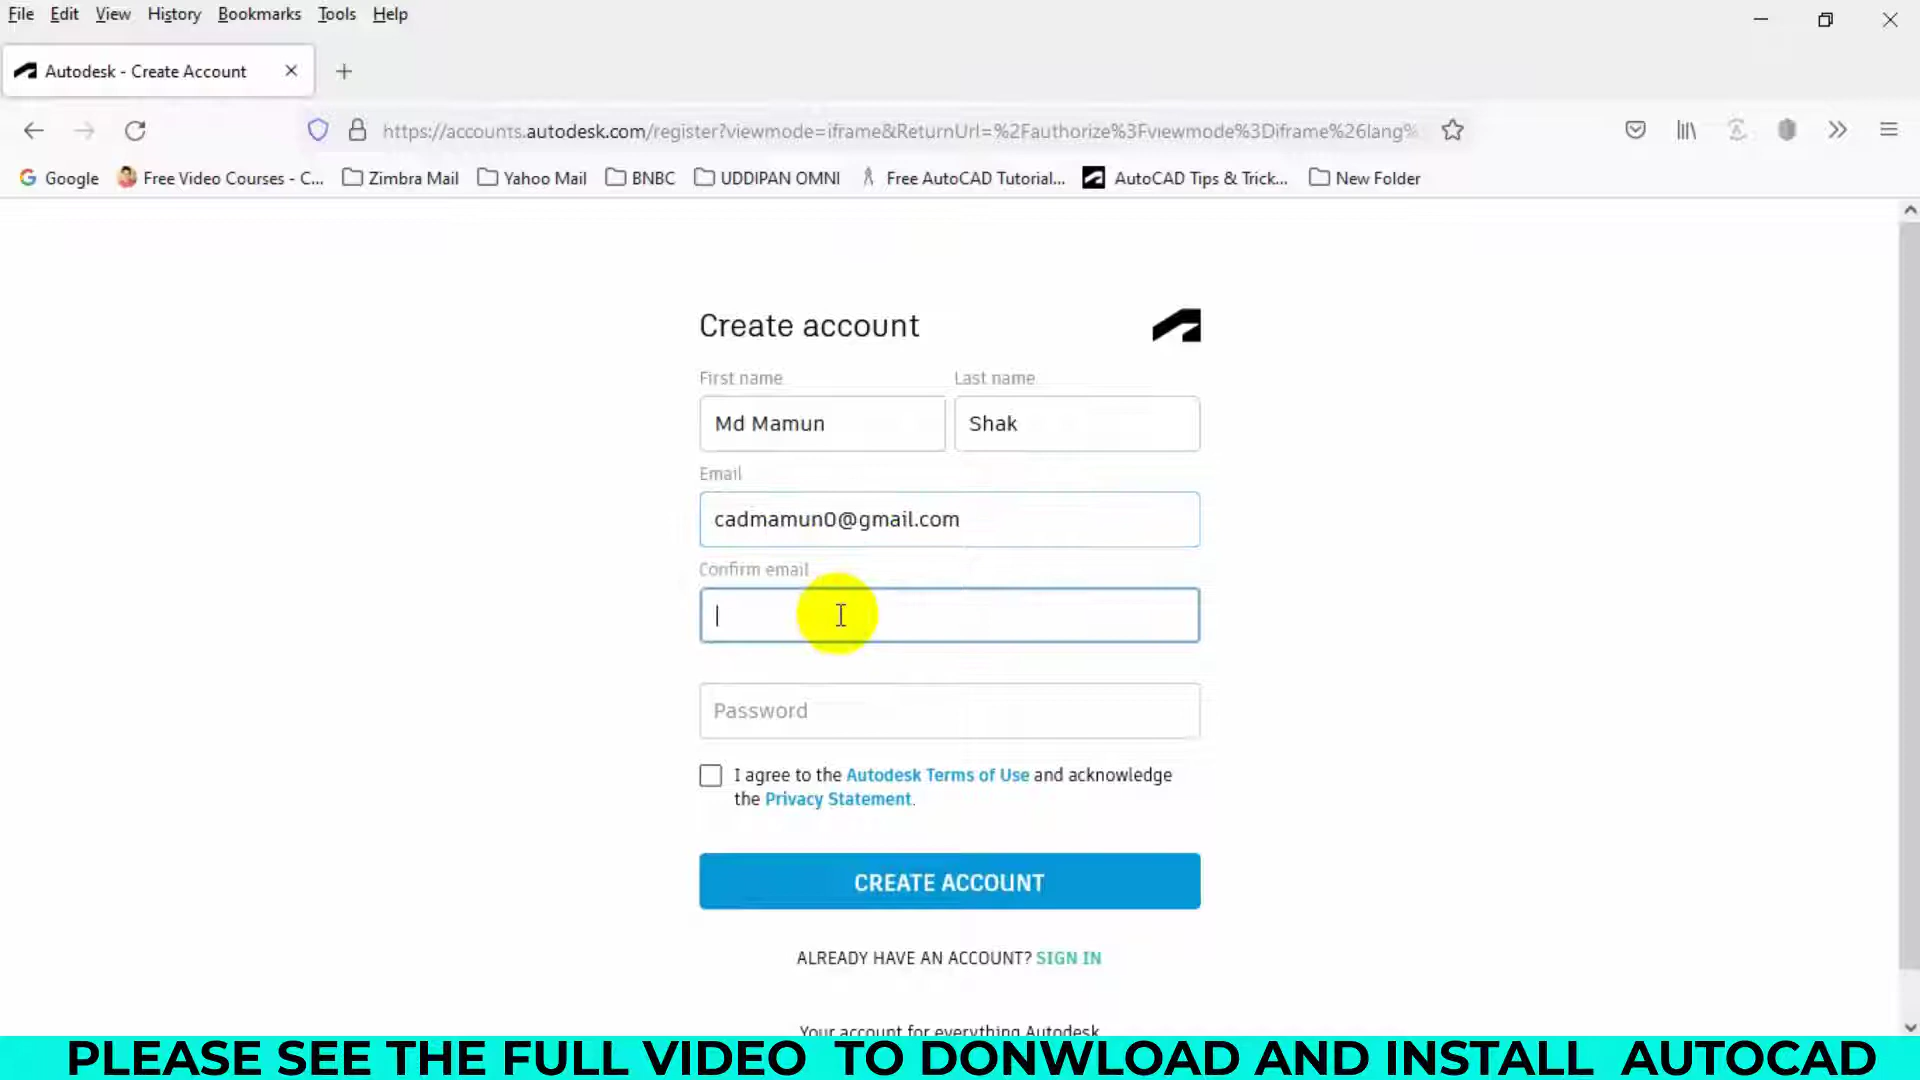 File Edit View History Bookmarks Tools Help
Autodesk - Create Account
https://accounts.autodesk.com/register?viewmode=iframe&ReturnUrl=%2Fauthorize%3Fviewmode%3Diframe%26lang%
Google Free Video Courses - C... Zimbra Mail Yahoo Mail BNBC UDDIPAN OMNI Free AutoCAD Tutorial... AutoCAD Tips & Trick... New Folder
Create account
First name Last name
Md Mamun Shak
Email
cadmamun0@gmail.com
Confirm email
Password
I agree to the Autodesk Terms of Use and acknowledge
the Privacy Statement.
CREATE ACCOUNT
ALREADY HAVE AN ACCOUNT? SIGN IN
Your account for everything Autodesk
PLEASE SEE THE FULL VIDEO TO DONWLOAD AND INSTALL AUTOCAD